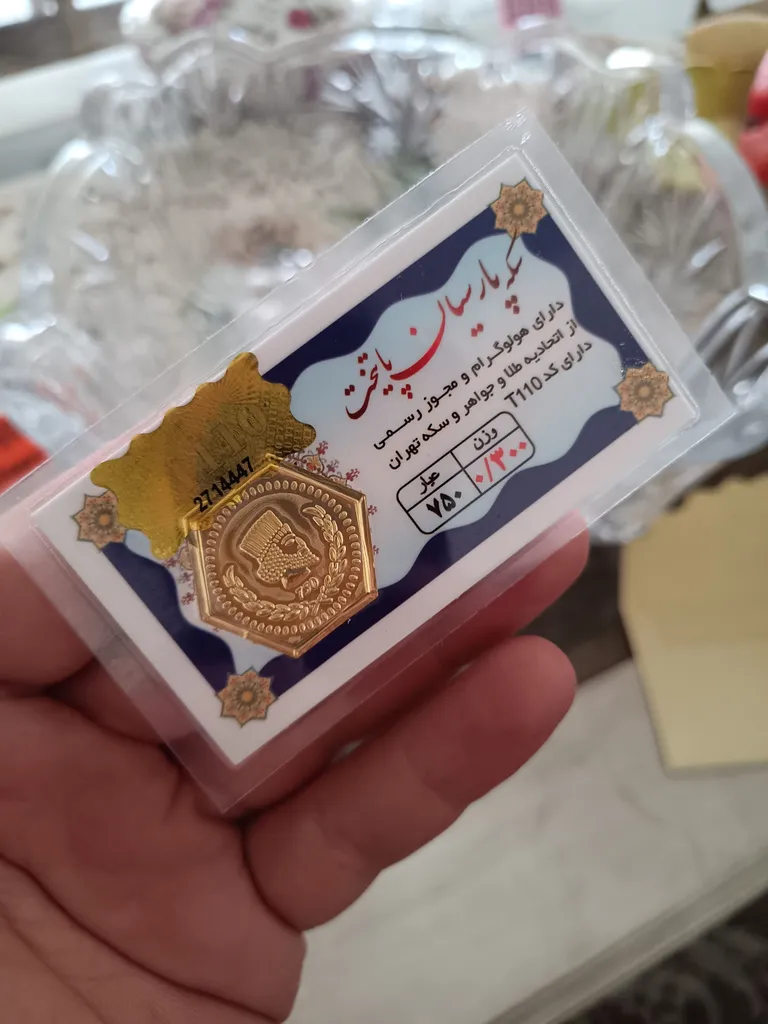 سکه پارسیان پایتخت
دارای هولوگرام و مجوز رسمی
از اتحادیه طلا و جواهر و سکه تهران
دارای کد T110
وزن
عیار
۰/۳۰۰
۷۵۰
2714447
750